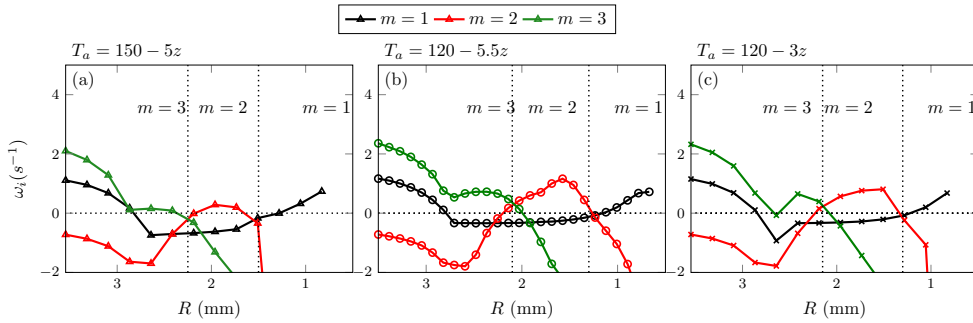 m = 1 m = 2 m = 3
T_a = 150 − 5z T_a = 120 − 5.5z T_a = 120 − 3z
(a) (b) (c)
m = 3 m = 2 m = 1 m = 3 m = 2 m = 1 m = 3 m = 2 m = 1
ω_i(s^{−1})
4 2 0 −2
4 2 0 −2
4 2 0 −2
3 2 1 3 2 1 3 2 1
R (mm) R (mm) R (mm)